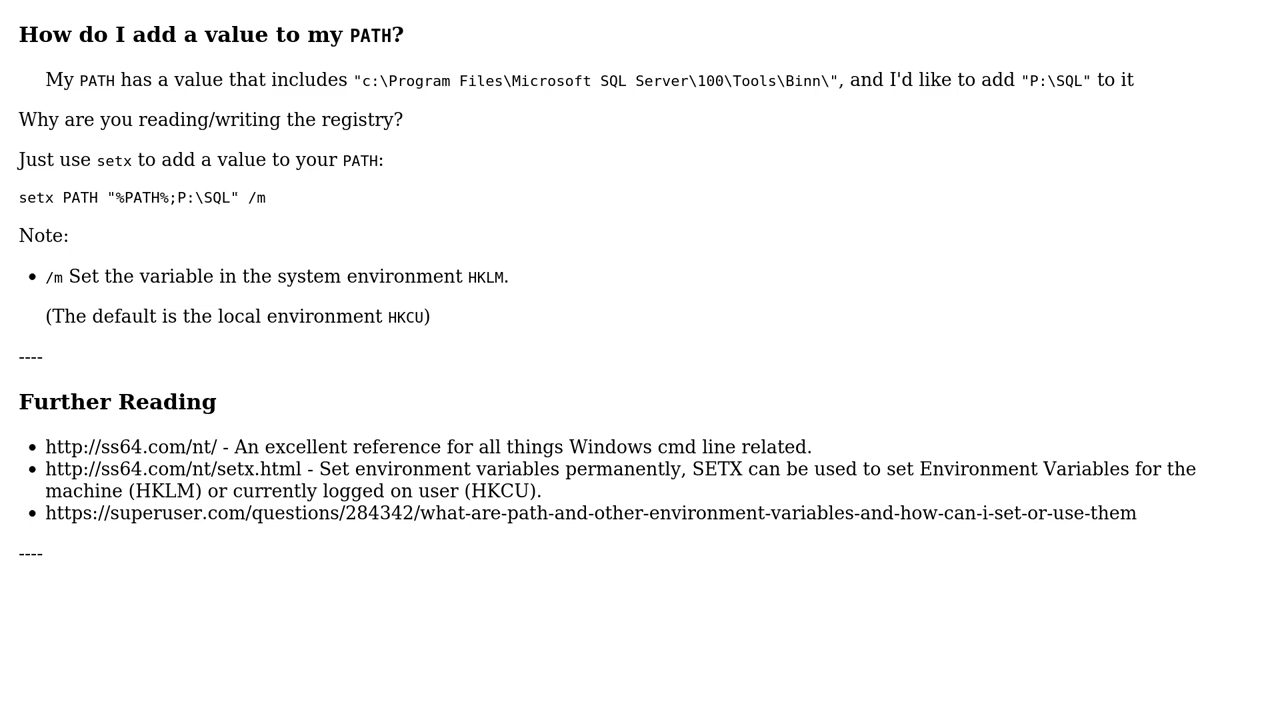 How do I add a value to my PATH?
My PATH has a value that includes "c:\Program Files\Microsoft SQL Server\100\Tools\Binn\", and I'd like to add "P:\SQL" to it
Why are you reading/writing the registry?
Just use setx to add a value to your PATH:
setx PATH "%PATH%;P:\SQL" /m
Note:
• /m Set the variable in the system environment HKLM.
(The default is the local environment HKCU)
----
Further Reading
• http://ss64.com/nt/ - An excellent reference for all things Windows cmd line related.
• http://ss64.com/nt/setx.html - Set environment variables permanently, SETX can be used to set Environment Variables for the
machine (HKLM) or currently logged on user (HKCU).
• https://superuser.com/questions/284342/what-are-path-and-other-environment-variables-and-how-can-i-set-or-use-them
----